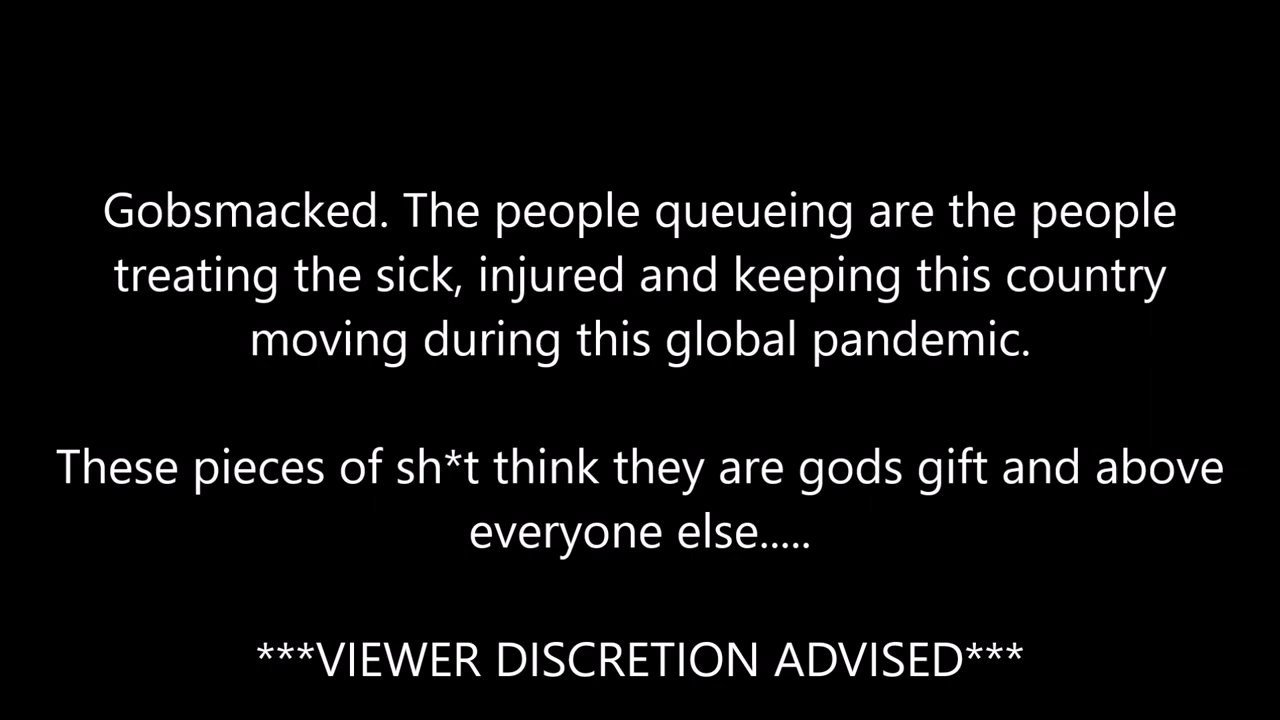 Gobsmacked. The people queueing are the people
treating the sick, injured and keeping this country
moving during this global pandemic.
These pieces of sh*t think they are gods gift and above
everyone else.....
***VIEWER DISCRETION ADVISED***